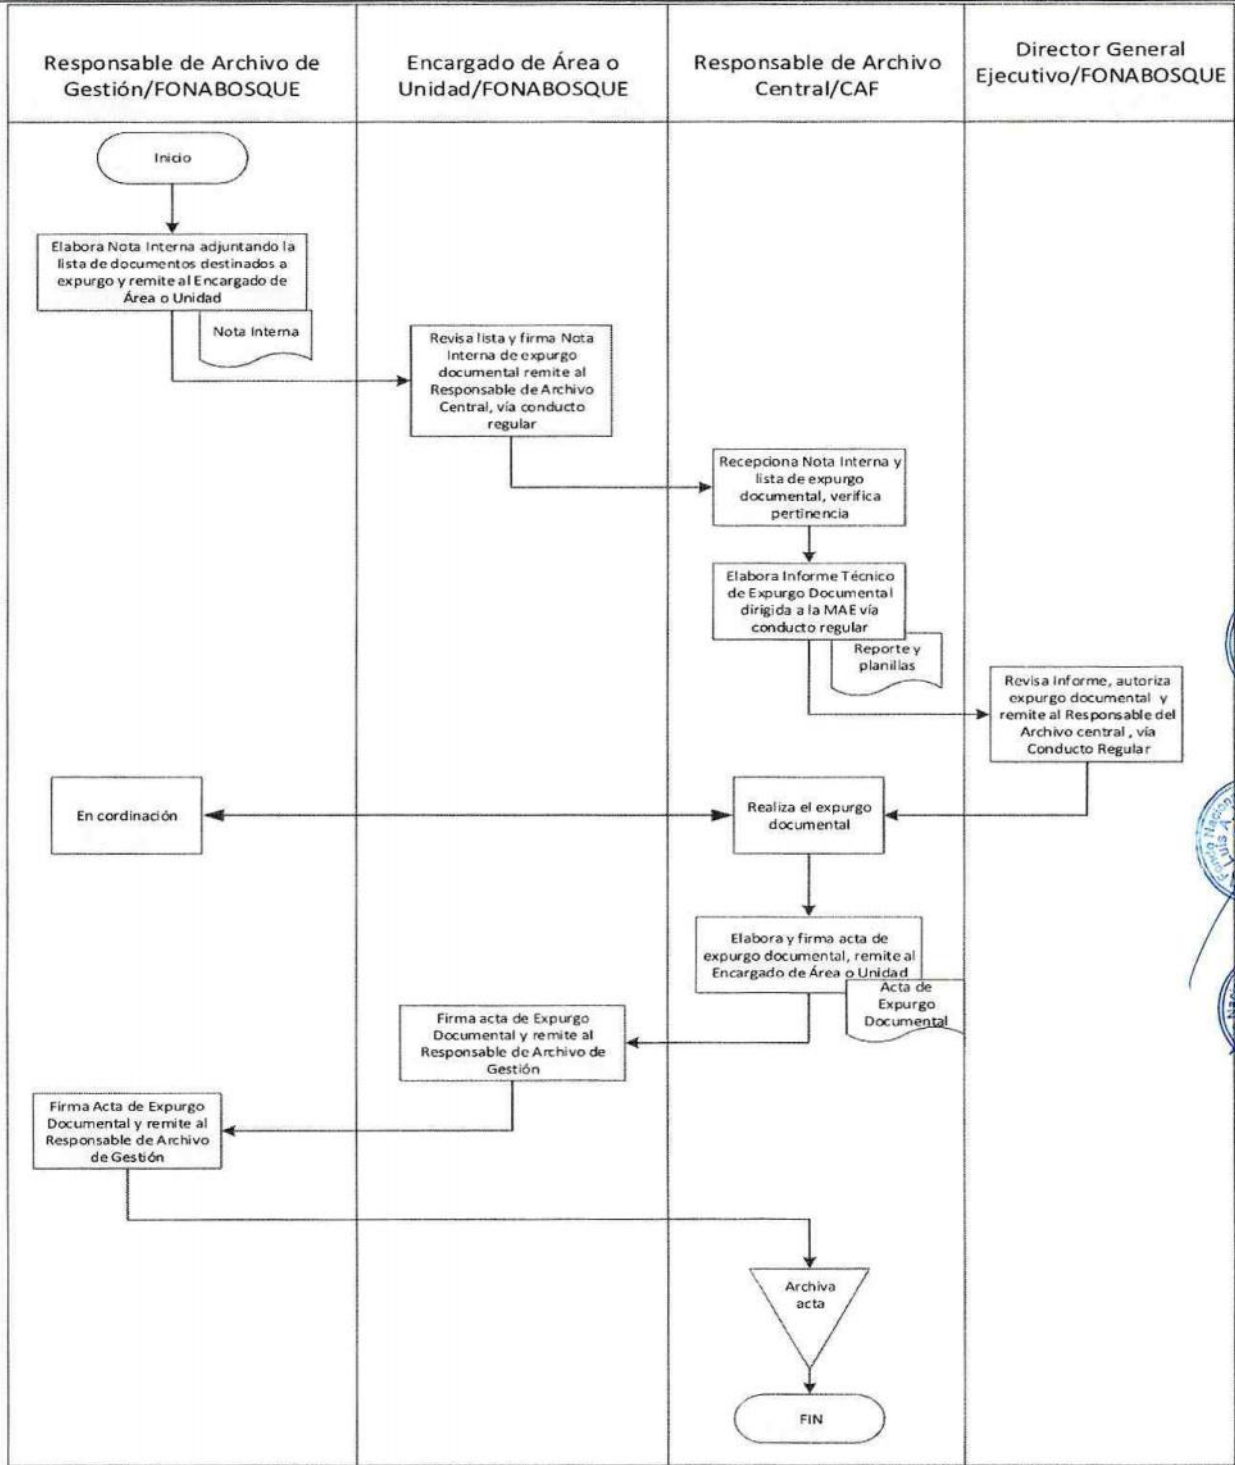 Responsable de Archivo de
Gestión/FONABOSQUE
Encargado de Área o
Unidad/FONABOSQUE
Responsable de Archivo
Central/CAF
Director General
Ejecutivo/FONABOSQUE
Inicio
Elabora Nota Interna adjuntando la
lista de documentos destinados a
expurgo y remite al Encargado de
Área o Unidad
Nota Interna
Revisa lista y firma Nota
Interna de expurgo
documental remite al
Responsable de Archivo
Central, vía conducto
regular
Recepciona Nota Interna y
lista de expurgo
documental, verifica
pertinencia
Elabora Informe Técnico
de Expurgo Documental
dirigida a la MAE vía
conducto regular
Reporte y
planillas
Revisa Informe, autoriza
expurgo documental y
remite al Responsable del
Archivo central , vía
Conducto Regular
En cordinación
Realiza el expurgo
documental
Elabora y firma acta de
expurgo documental, remite al
Encargado de Área o Unidad
Acta de
Expurgo
Documental
Firma acta de Expurgo
Documental y remite al
Responsable de Archivo de
Gestión
Firma Acta de Expurgo
Documental y remite al
Responsable de Archivo
de Gestión
Archiva
acta
FIN
Fondo Nacional
Luis A.